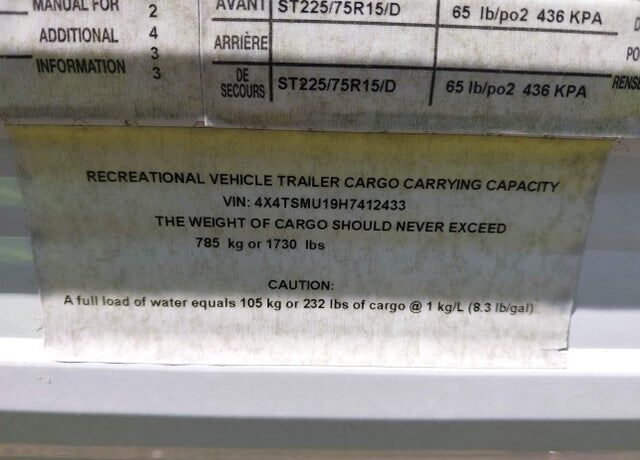 MANUAL FOR 2 AVANT ST225/75R15/D 65 lb/po2 436 KPA
ADDITIONAL 4 ARRIÈRE PO
INFORMATION 3
3 DE SECOURS ST225/75R15/D 65 lb/po2 436 KPA
RECREATIONAL VEHICLE TRAILER CARGO CARRYING CAPACITY
VIN: 4X4TSMU19H7412433
THE WEIGHT OF CARGO SHOULD NEVER EXCEED
785 kg or 1730 lbs
CAUTION:
A full load of water equals 105 kg or 232 lbs of cargo @ 1 kg/L (8.3 lb/gal)